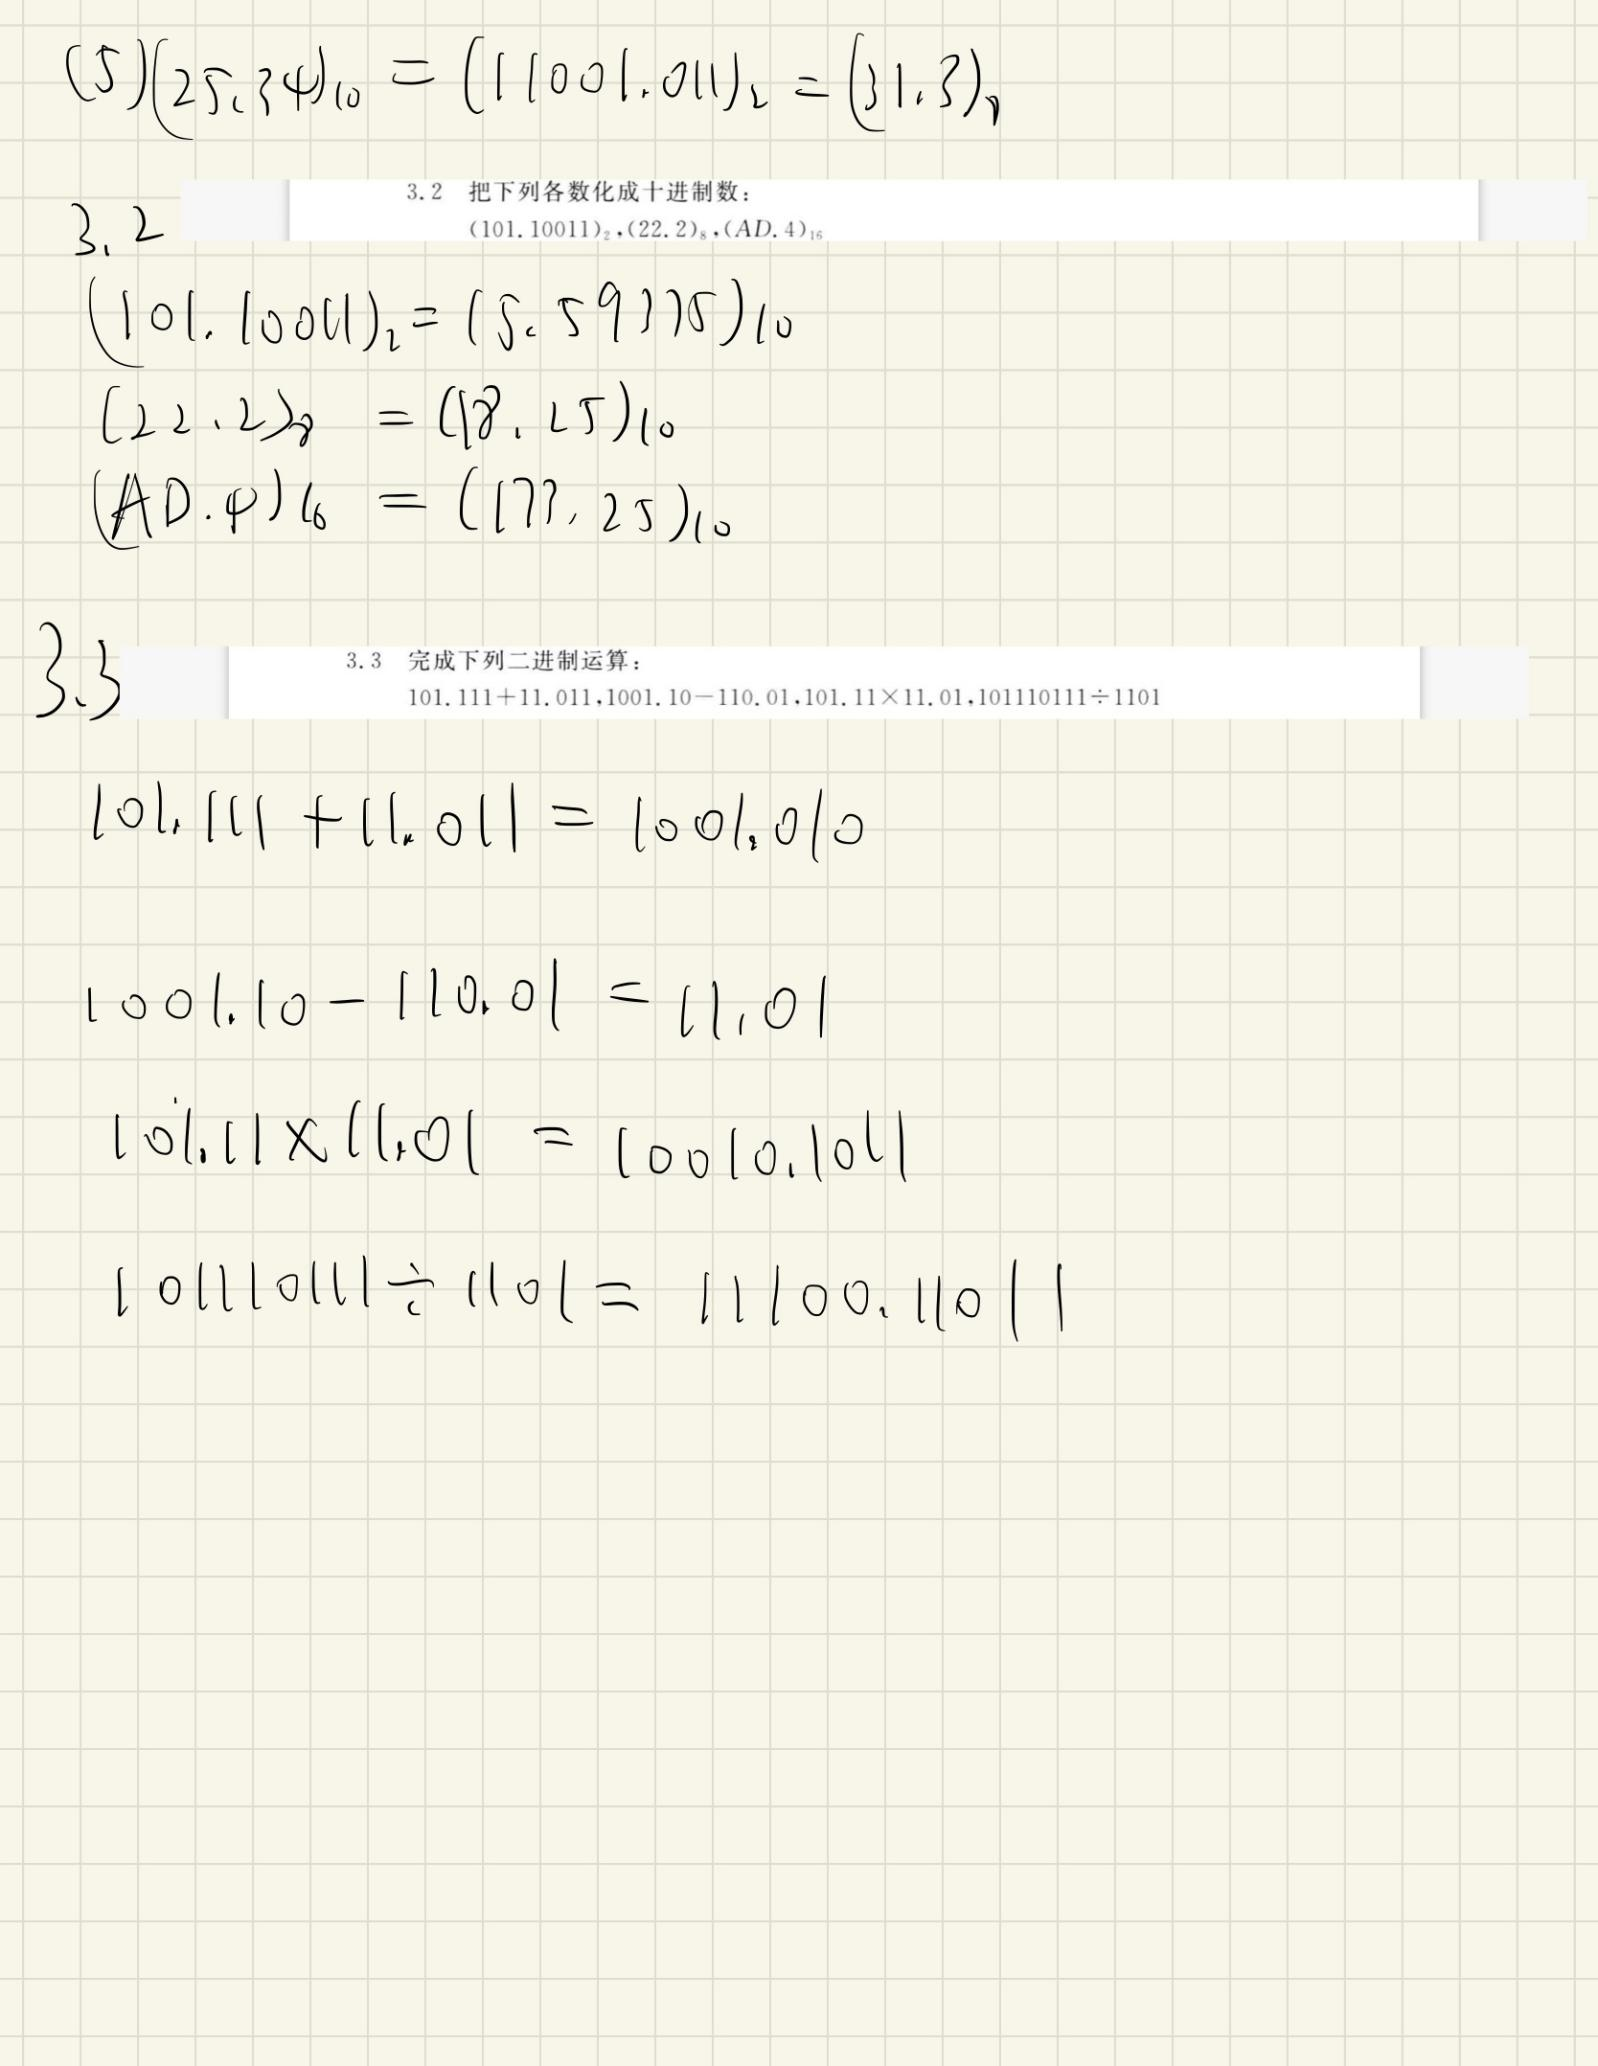 (5)(25.34)₁₀ = (11001.011)₂ = (31.3)₈
3.2
3.2 把下列各数化成十进制数:
(101.10011)₂,(22.2)₈,(AD.4)₁₆
(101.10011)₂ = (5.59375)₁₀
(22.2)₈ = (18.25)₁₀
(AD.4)₁₆ = (173.25)₁₀
3.3
3.3 完成下列二进制运算:
101.111+11.011,1001.10-110.01,101.11×11.01,101110111÷1101
101.111 + 11.011 = 1001.010
1001.10 - 110.01 = 11.01
101.11 × 11.01 = 10010.1011
101110111 ÷ 1101 = 11100.11011